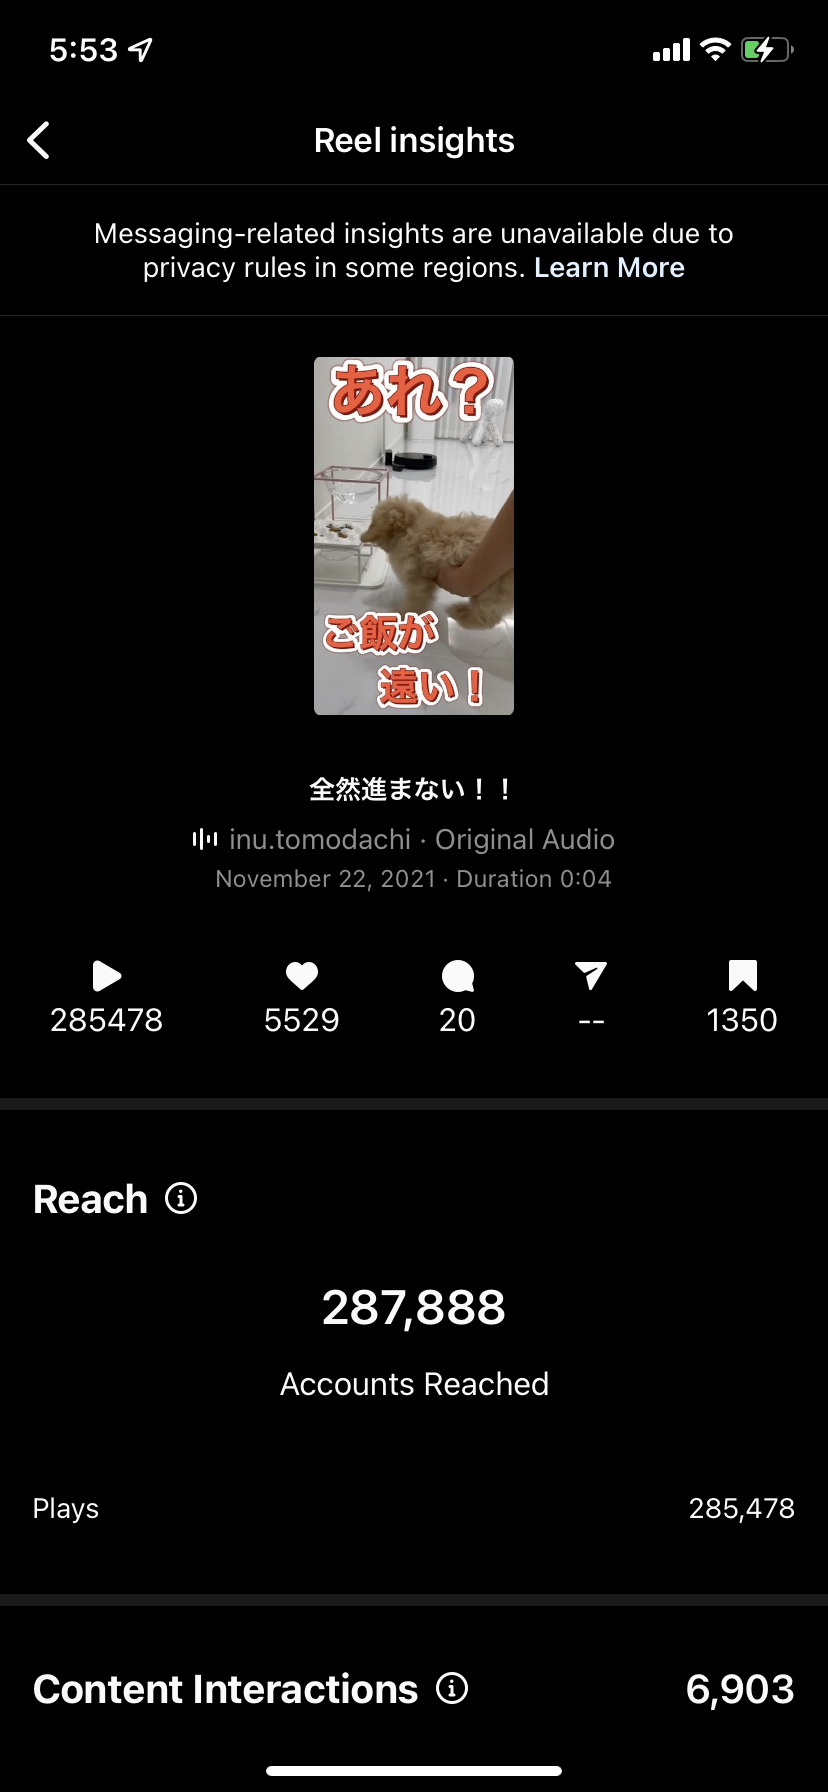 5:53
Reel insights
Messaging-related insights are unavailable due to
privacy rules in some regions. Learn More
あれ？
ご飯が
遠い！
全然進まない！！
inu.tomodachi · Original Audio
November 22, 2021 · Duration 0:04
285478 5529 20 -- 1350
Reach
287,888
Accounts Reached
Plays 285,478
Content Interactions 6,903